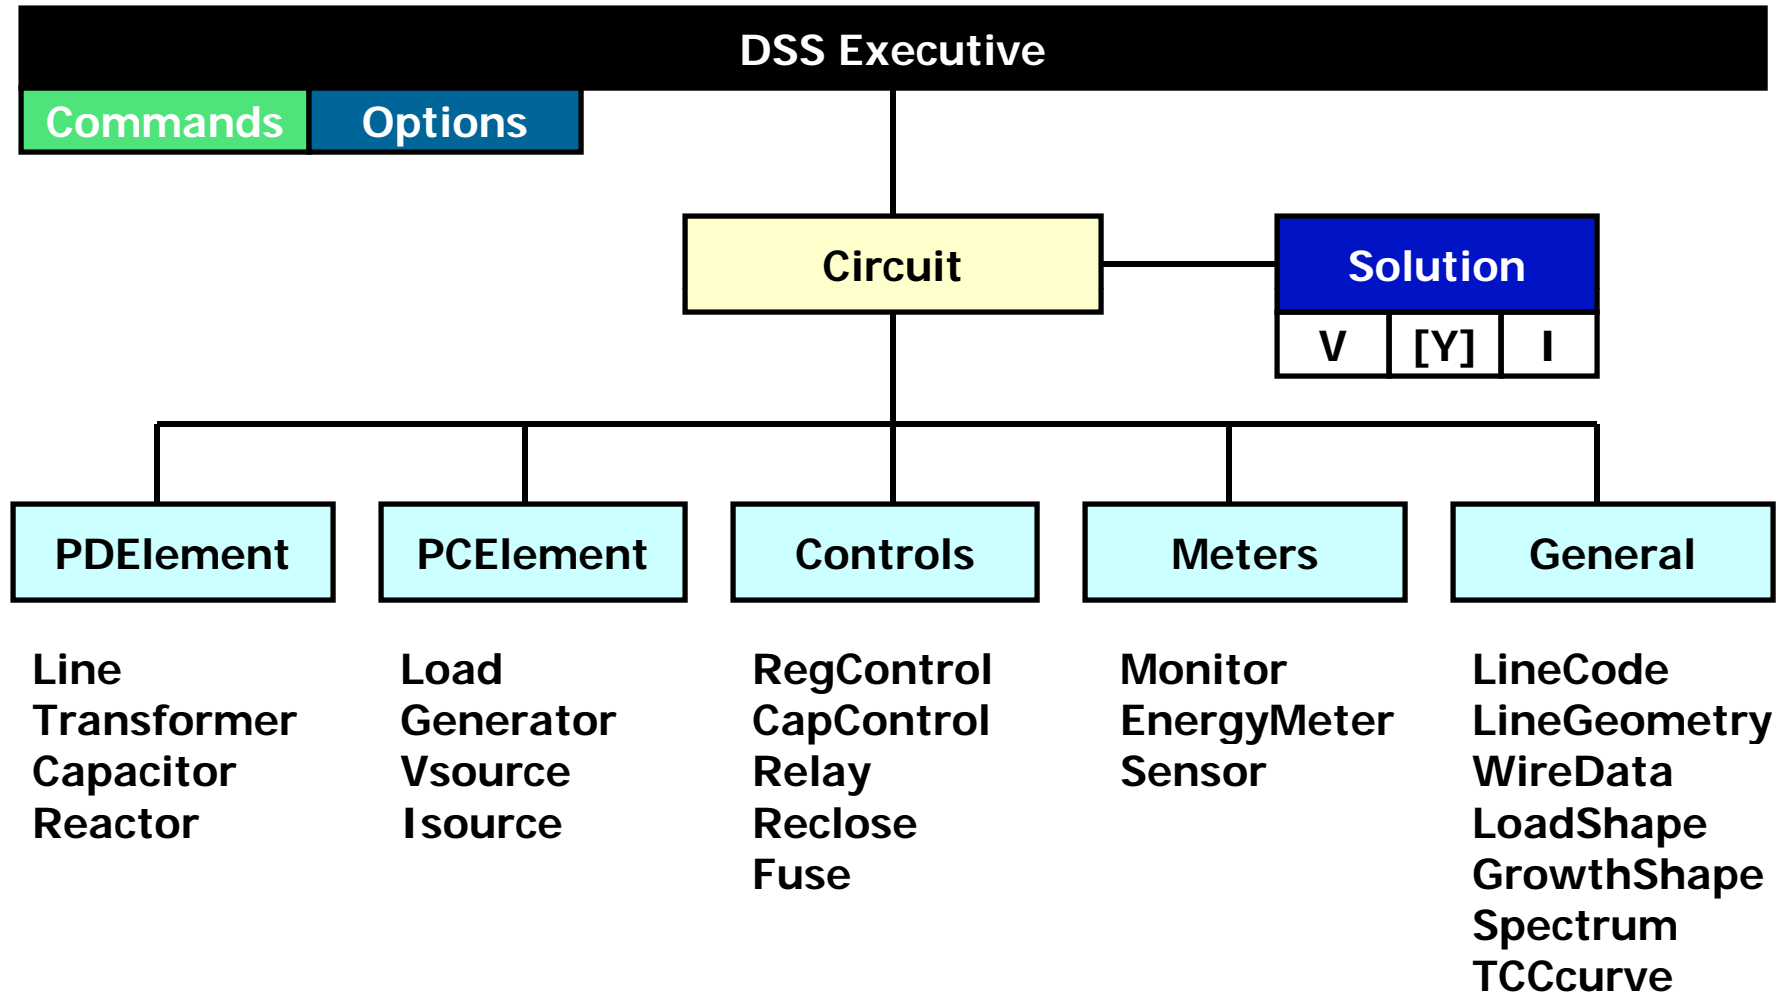 DSS Executive
Commands Options
Circuit
Solution
V [Y] I
PDElement
PCElement
Controls
Meters
General
Line
Transformer
Capacitor
Reactor
Load
Generator
Vsource
Isource
RegControl
CapControl
Relay
Reclose
Fuse
Monitor
EnergyMeter
Sensor
LineCode
LineGeometry
WireData
LoadShape
GrowthShape
Spectrum
TCCcurve